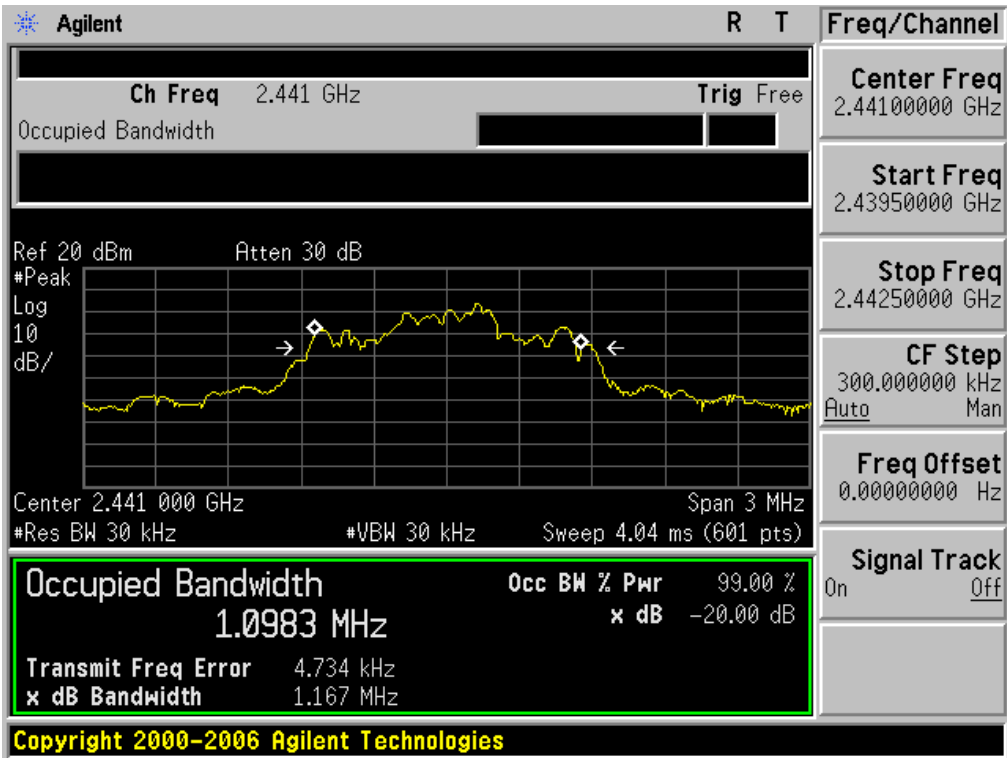 Agilent R T Freq/Channel
Ch Freq 2.441 GHz Trig Free
Occupied Bandwidth
Center Freq
2.44100000 GHz
Start Freq
2.43950000 GHz
Stop Freq
2.44250000 GHz
CF Step
300.000000 kHz
Auto Man
Freq Offset
0.00000000 Hz
Signal Track
On Off
Ref 20 dBm Atten 30 dB
#Peak
Log
10
dB/
Center 2.441 000 GHz Span 3 MHz
#Res BW 30 kHz #VBW 30 kHz Sweep 4.04 ms (601 pts)
Occupied Bandwidth Occ BW % Pwr 99.00 %
1.0983 MHz x dB -20.00 dB
Transmit Freq Error 4.734 kHz
x dB Bandwidth 1.167 MHz
Copyright 2000-2006 Agilent Technologies